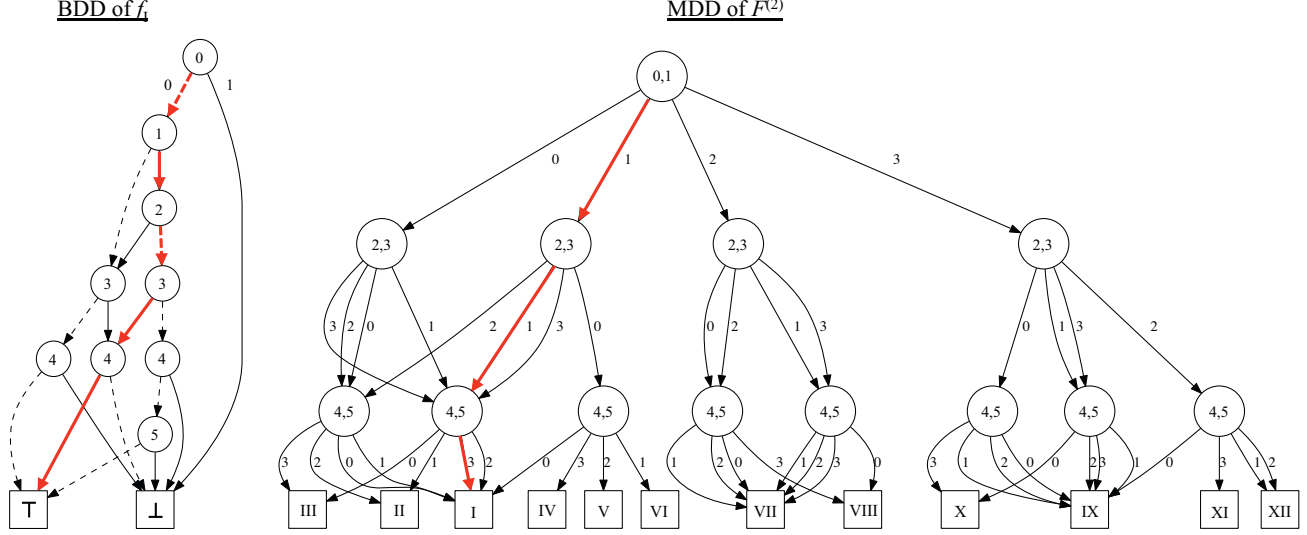 BDD of f₁ MDD of F⁽²⁾
0 0,1
0 1
1 0 1 2 3
2 2,3 2,3 2,3 2,3
3 3
3 2 0 1 2 1 3 0 0 2 1 3 0 1 3 2
4 4 4
4,5 4,5 4,5 4,5 4,5 4,5 4,5 4,5
5
3 2 0 1 0 1 3 2 0 3 2 1 1 2 0 3 1 2 3 0 3 1 2 0 0 2 3 1 0 3 1 2
⊤ ⊥ III II I IV V VI VII VIII X IX XI XII